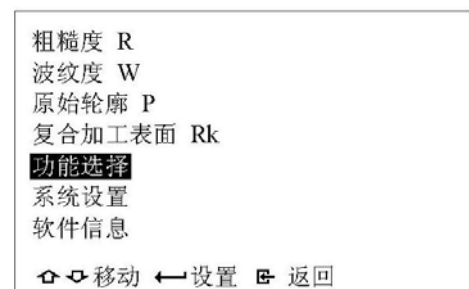 粗糙度 R
波纹度 W
原始轮廓 P
复合加工表面 Rk
功能选择
系统设置
软件信息
移动 设置 返回